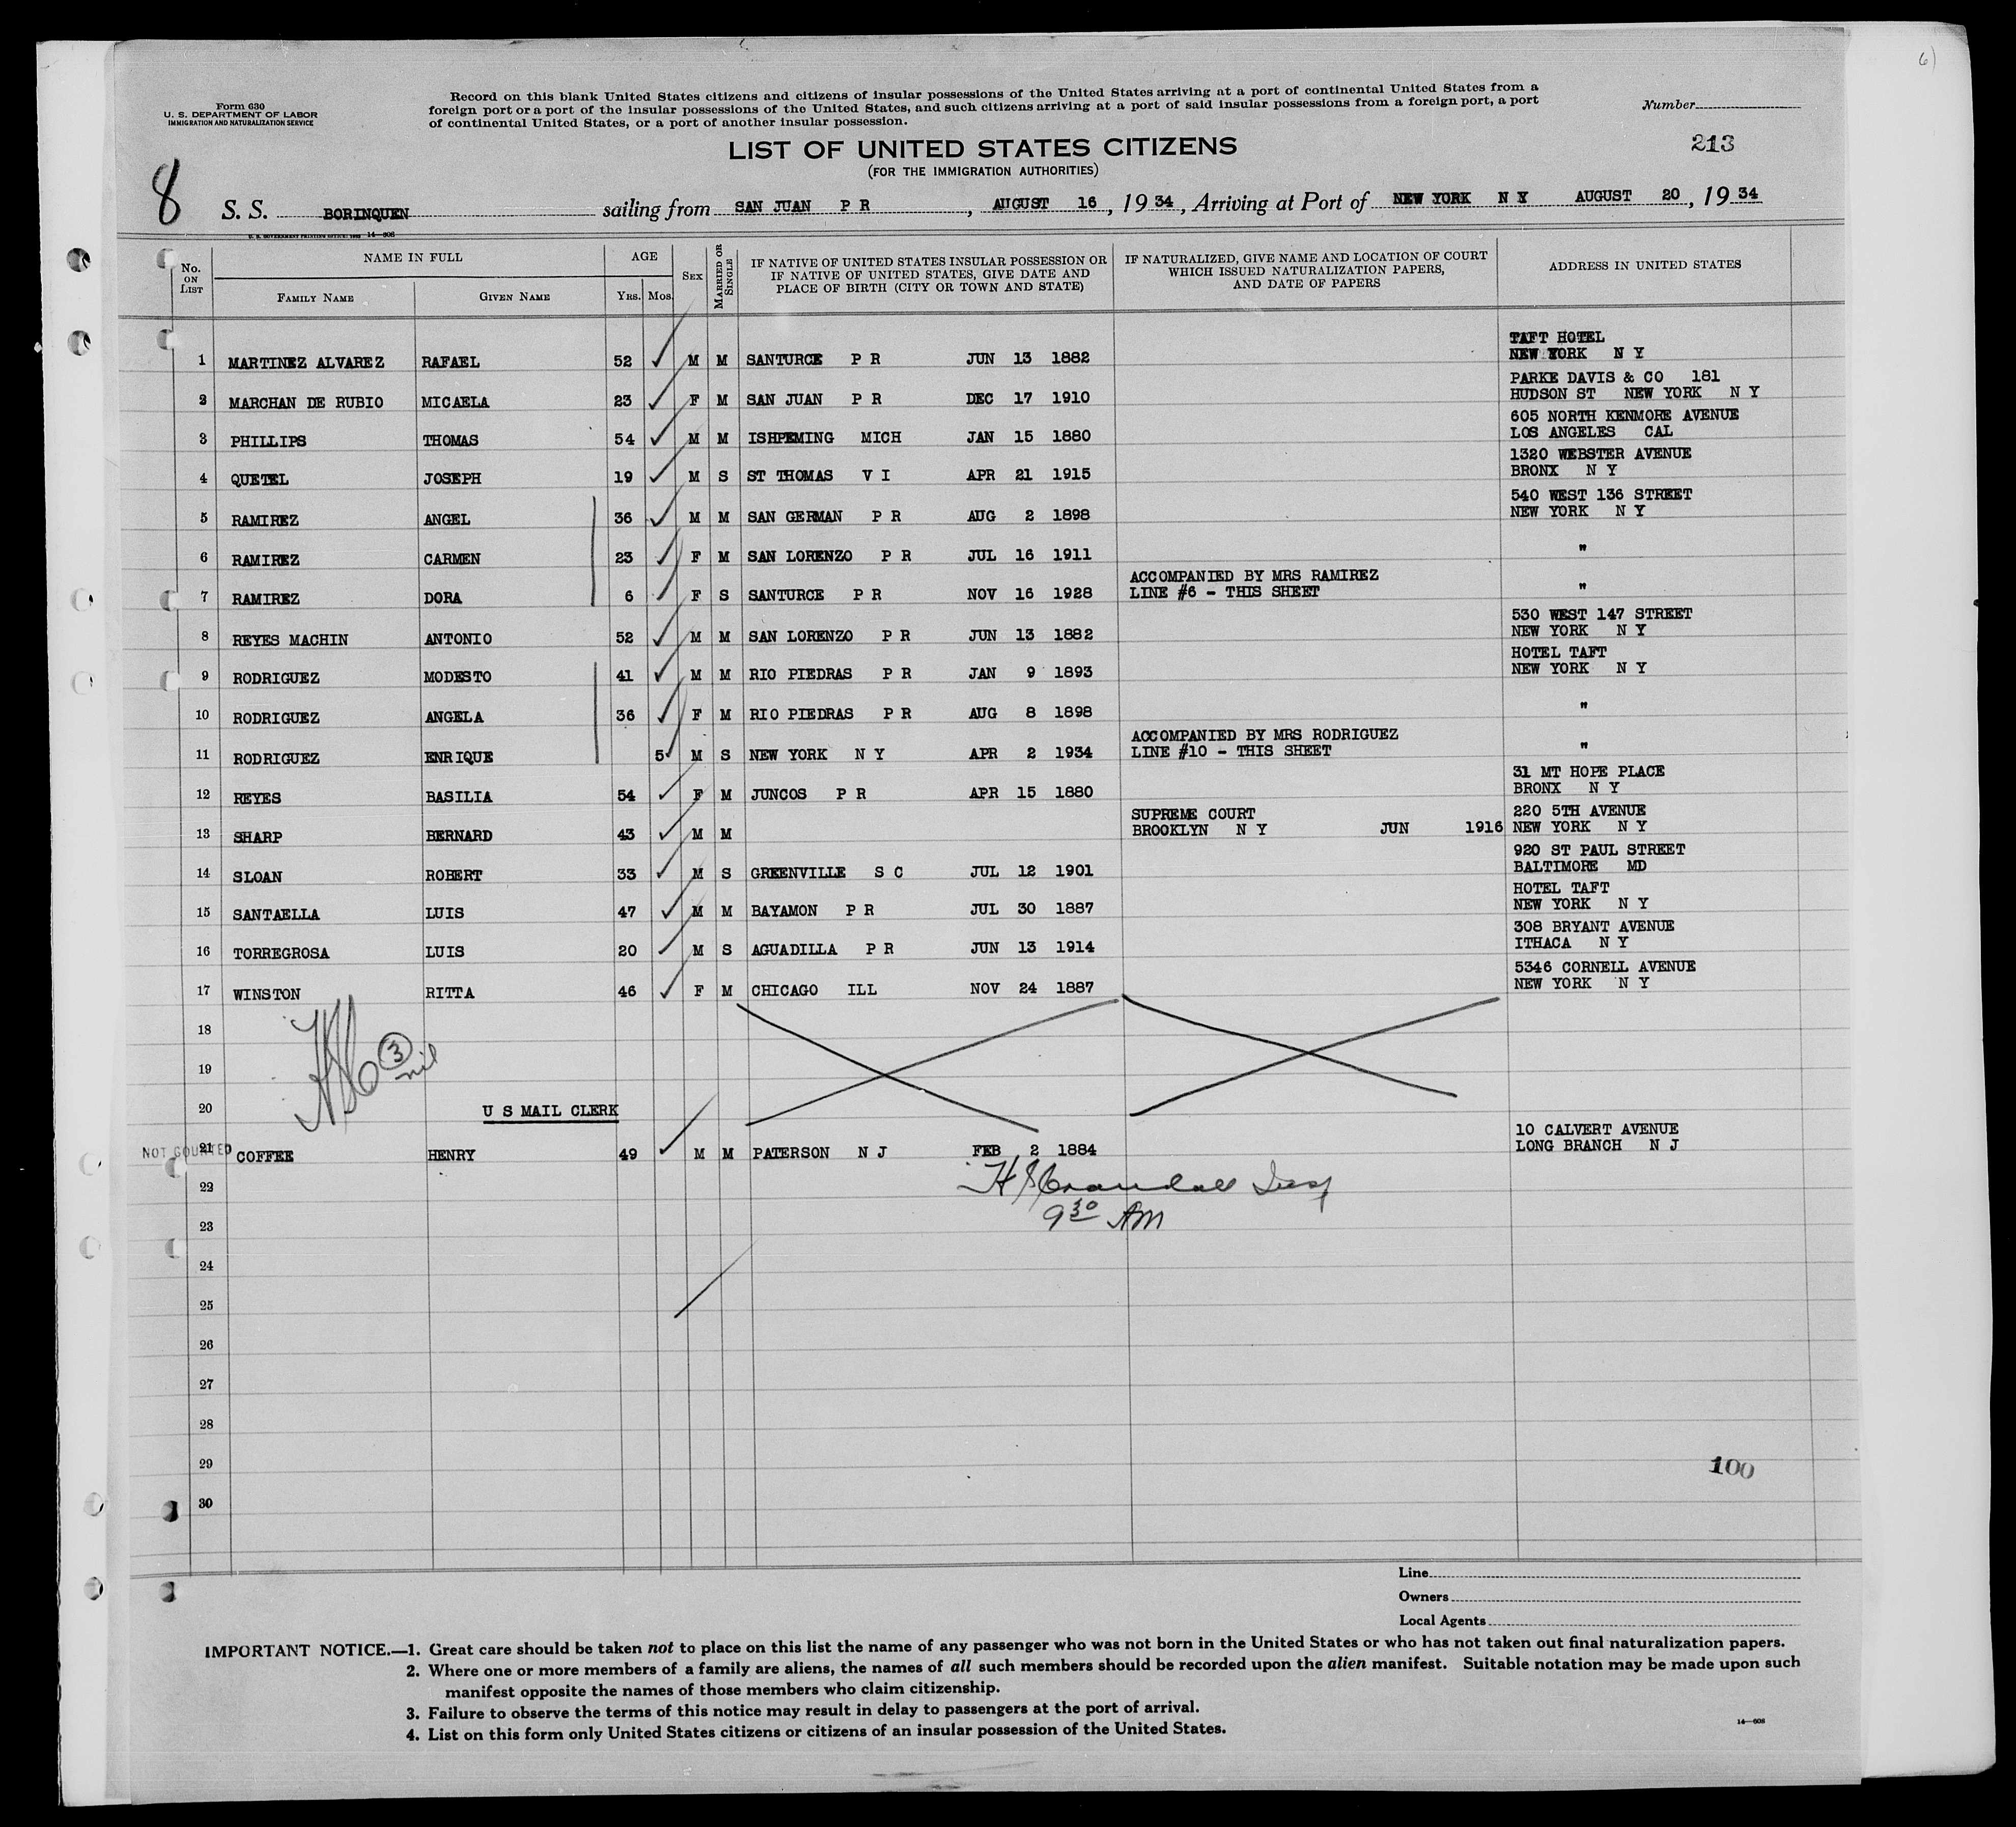 6)
Form 630
U. S. DEPARTMENT OF LABOR
IMMIGRATION AND NATURALIZATION SERVICE
Record on this blank United States citizens and citizens of insular possessions of the United States arriving at a port of continental United States from a
foreign port or a port of the insular possessions of the United States, and such citizens arriving at a port of said insular possessions from a foreign port, a port
of continental United States, or a port of another insular possession.
Number
213
LIST OF UNITED STATES CITIZENS
(FOR THE IMMIGRATION AUTHORITIES)
8
S. S. BORINQUEN sailing from SAN JUAN P R, AUGUST 16, 1934, Arriving at Port of NEW YORK N Y AUGUST 20, 1934
U. S. GOVERNMENT PRINTING OFFICE: 14—608
No. ON LIST NAME IN FULL AGE SEX MARRIED OR SINGLE IF NATIVE OF UNITED STATES INSULAR POSSESSION OR IF NATIVE OF UNITED STATES, GIVE DATE AND PLACE OF BIRTH (CITY OR TOWN AND STATE) IF NATURALIZED, GIVE NAME AND LOCATION OF COURT WHICH ISSUED NATURALIZATION PAPERS, AND DATE OF PAPERS ADDRESS IN UNITED STATES
FAMILY NAME GIVEN NAME YRS. MOS.
TAFT HOTEL
1 MARTINEZ ALVAREZ RAFAEL 52 M M SANTURCE P R JUN 13 1882 NEW YORK N Y
PARKE DAVIS & CO 181
2 MARCHAN DE RUBIO MICAELA 23 F M SAN JUAN P R DEC 17 1910 HUDSON ST NEW YORK N Y
605 NORTH KENMORE AVENUE
3 PHILLIPS THOMAS 54 M M ISHPEMING MICH JAN 15 1880 LOS ANGELES CAL
1320 WEBSTER AVENUE
4 QUETEL JOSEPH 19 M S ST THOMAS V I APR 21 1915 BRONX N Y
540 WEST 136 STREET
5 RAMIREZ ANGEL 36 M M SAN GERMAN P R AUG 2 1898 NEW YORK N Y
6 RAMIREZ CARMEN 23 F M SAN LORENZO P R JUL 16 1911 "
ACCOMPANIED BY MRS RAMIREZ
7 RAMIREZ DORA 6 F S SANTURCE P R NOV 16 1928 LINE #6 - THIS SHEET "
530 WEST 147 STREET
8 REYES MACHIN ANTONIO 52 M M SAN LORENZO P R JUN 13 1882 NEW YORK N Y
HOTEL TAFT
9 RODRIGUEZ MODESTO 41 M M RIO PIEDRAS P R JAN 9 1893 NEW YORK N Y
10 RODRIGUEZ ANGELA 36 F M RIO PIEDRAS P R AUG 8 1898 "
ACCOMPANIED BY MRS RODRIGUEZ
11 RODRIGUEZ ENRIQUE 5 M S NEW YORK N Y APR 2 1934 LINE #10 - THIS SHEET "
31 MT HOPE PLACE
12 REYES BASILIA 54 F M JUNCOS P R APR 15 1880 BRONX N Y
SUPREME COURT 220 5TH AVENUE
13 SHARP BERNARD 43 M M BROOKLYN N Y JUN 1916 NEW YORK N Y
920 ST PAUL STREET
14 SLOAN ROBERT 33 M S GREENVILLE S C JUL 12 1901 BALTIMORE MD
HOTEL TAFT
15 SANTAELLA LUIS 47 M M BAYAMON P R JUL 30 1887 NEW YORK N Y
308 BRYANT AVENUE
16 TORREGROSA LUIS 20 M S AGUADILLA P R JUN 13 1914 ITHACA N Y
5346 CORNELL AVENUE
17 WINSTON RITTA 46 F M CHICAGO ILL NOV 24 1887 NEW YORK N Y
18
3
nil
19
20 U S MAIL CLERK
10 CALVERT AVENUE
NOT COUNTED 21 COFFEE HENRY 49 M M PATERSON N J FEB 2 1884 LONG BRANCH N J
22 H S Crandall Insp
23 9 30 AM
24
25
26
27
28
29 100
30
Line
Owners
Local Agents
IMPORTANT NOTICE.—1. Great care should be taken not to place on this list the name of any passenger who was not born in the United States or who has not taken out final naturalization papers.
2. Where one or more members of a family are aliens, the names of all such members should be recorded upon the alien manifest. Suitable notation may be made upon such
manifest opposite the names of those members who claim citizenship.
3. Failure to observe the terms of this notice may result in delay to passengers at the port of arrival.
4. List on this form only United States citizens or citizens of an insular possession of the United States.
14—608